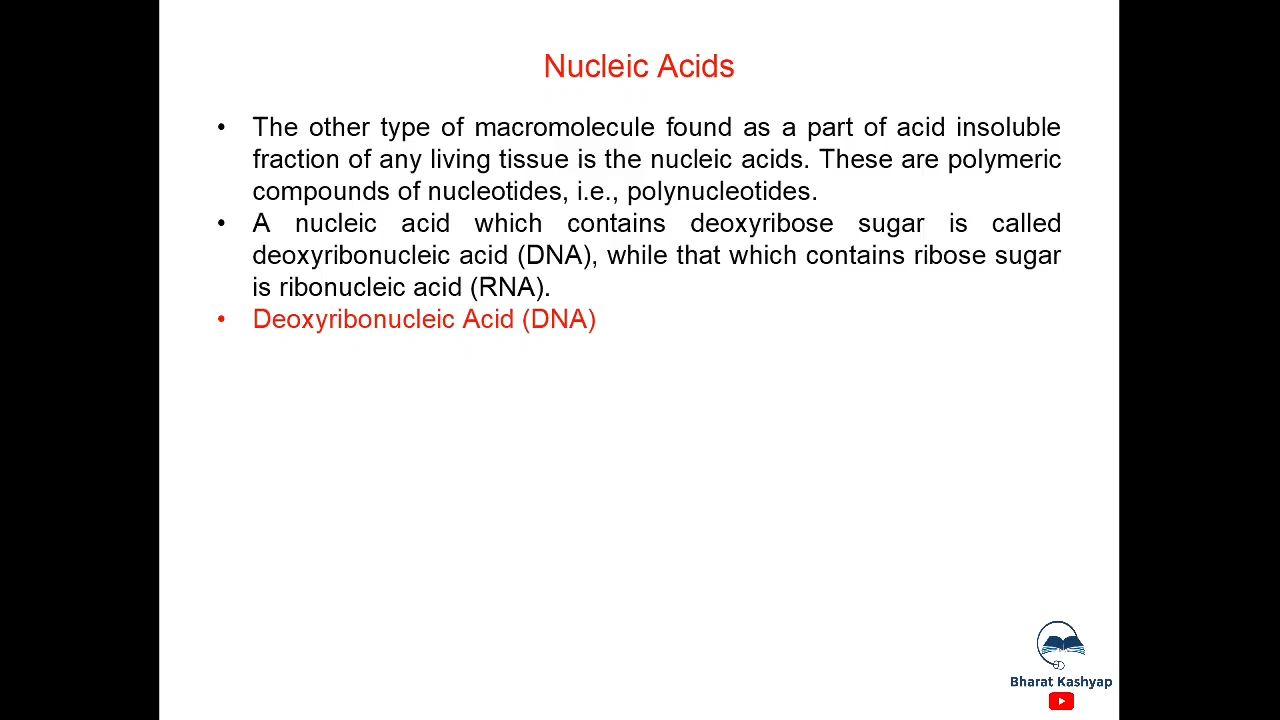 Nucleic Acids
• The other type of macromolecule found as a part of acid insoluble
fraction of any living tissue is the nucleic acids. These are polymeric
compounds of nucleotides, i.e., polynucleotides.
• A nucleic acid which contains deoxyribose sugar is called
deoxyribonucleic acid (DNA), while that which contains ribose sugar
is ribonucleic acid (RNA).
• Deoxyribonucleic Acid (DNA)
Bharat Kashyap